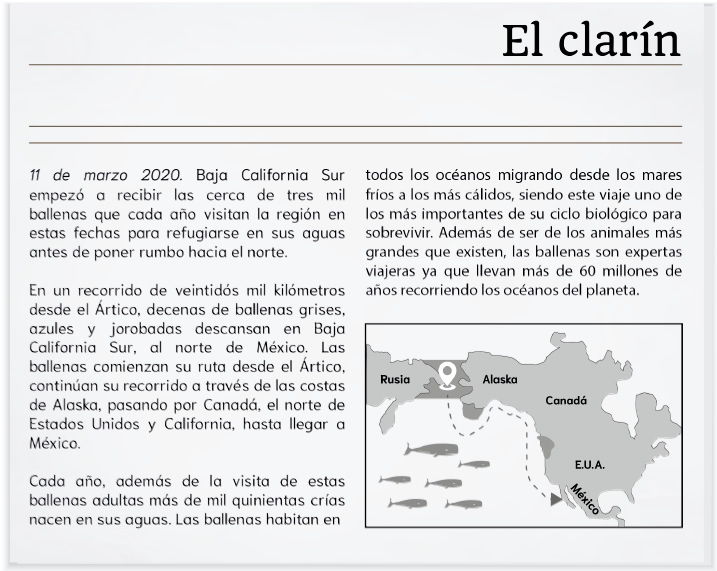 El clarín
11 de marzo 2020. Baja California Sur
empezó a recibir las cerca de tres mil
ballenas que cada año visitan la región en
estas fechas para refugiarse en sus aguas
antes de poner rumbo hacia el norte.
En un recorrido de veintidós mil kilómetros
desde el Ártico, decenas de ballenas grises,
azules y jorobadas descansan en Baja
California Sur, al norte de México. Las
ballenas comienzan su ruta desde el Ártico,
continúan su recorrido a través de las costas
de Alaska, pasando por Canadá, el norte de
Estados Unidos y California, hasta llegar a
México.
Cada año, además de la visita de estas
ballenas adultas más de mil quinientas crías
nacen en sus aguas. Las ballenas habitan en
todos los océanos migrando desde los mares
fríos a los más cálidos, siendo este viaje uno de
los más importantes de su ciclo biológico para
sobrevivir. Además de ser de los animales más
grandes que existen, las ballenas son expertas
viajeras ya que llevan más de 60 millones de
años recorriendo los océanos del planeta.
Rusia
Alaska
Canadá
E.U.A.
México